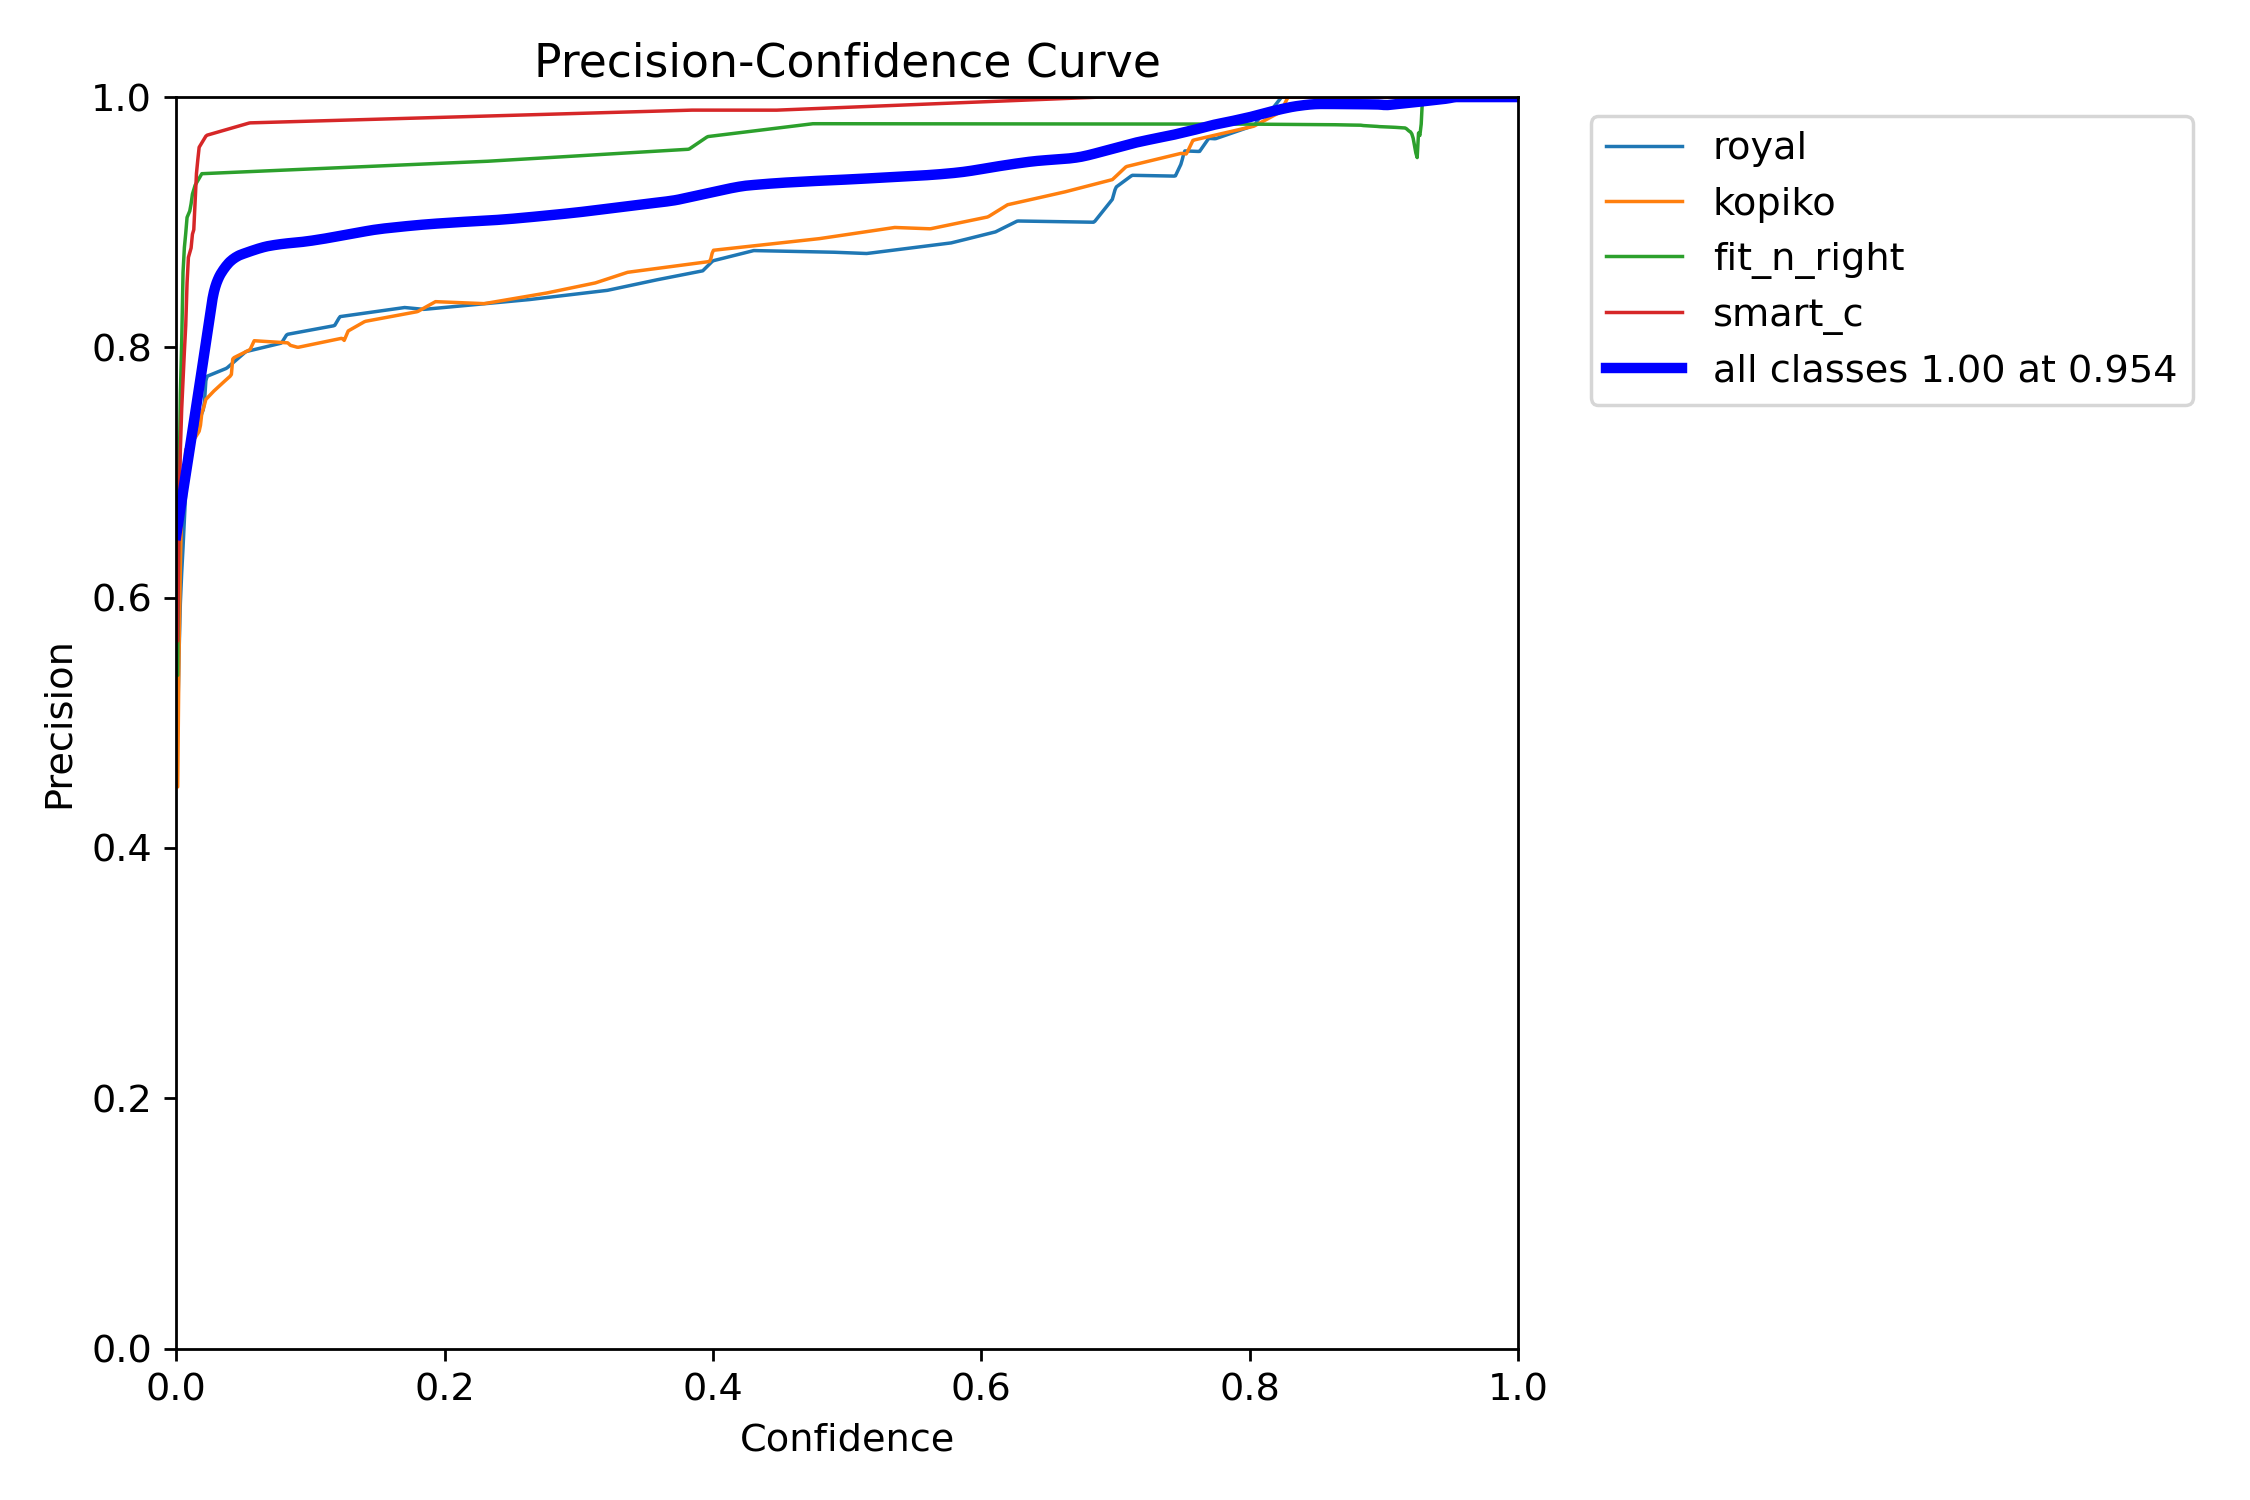 Precision-Confidence Curve
1.0
0.8
0.6
0.4
0.2
0.0
Precision
0.0 0.2 0.4 0.6 0.8 1.0
Confidence
royal
kopiko
fit_n_right
smart_c
all classes 1.00 at 0.954